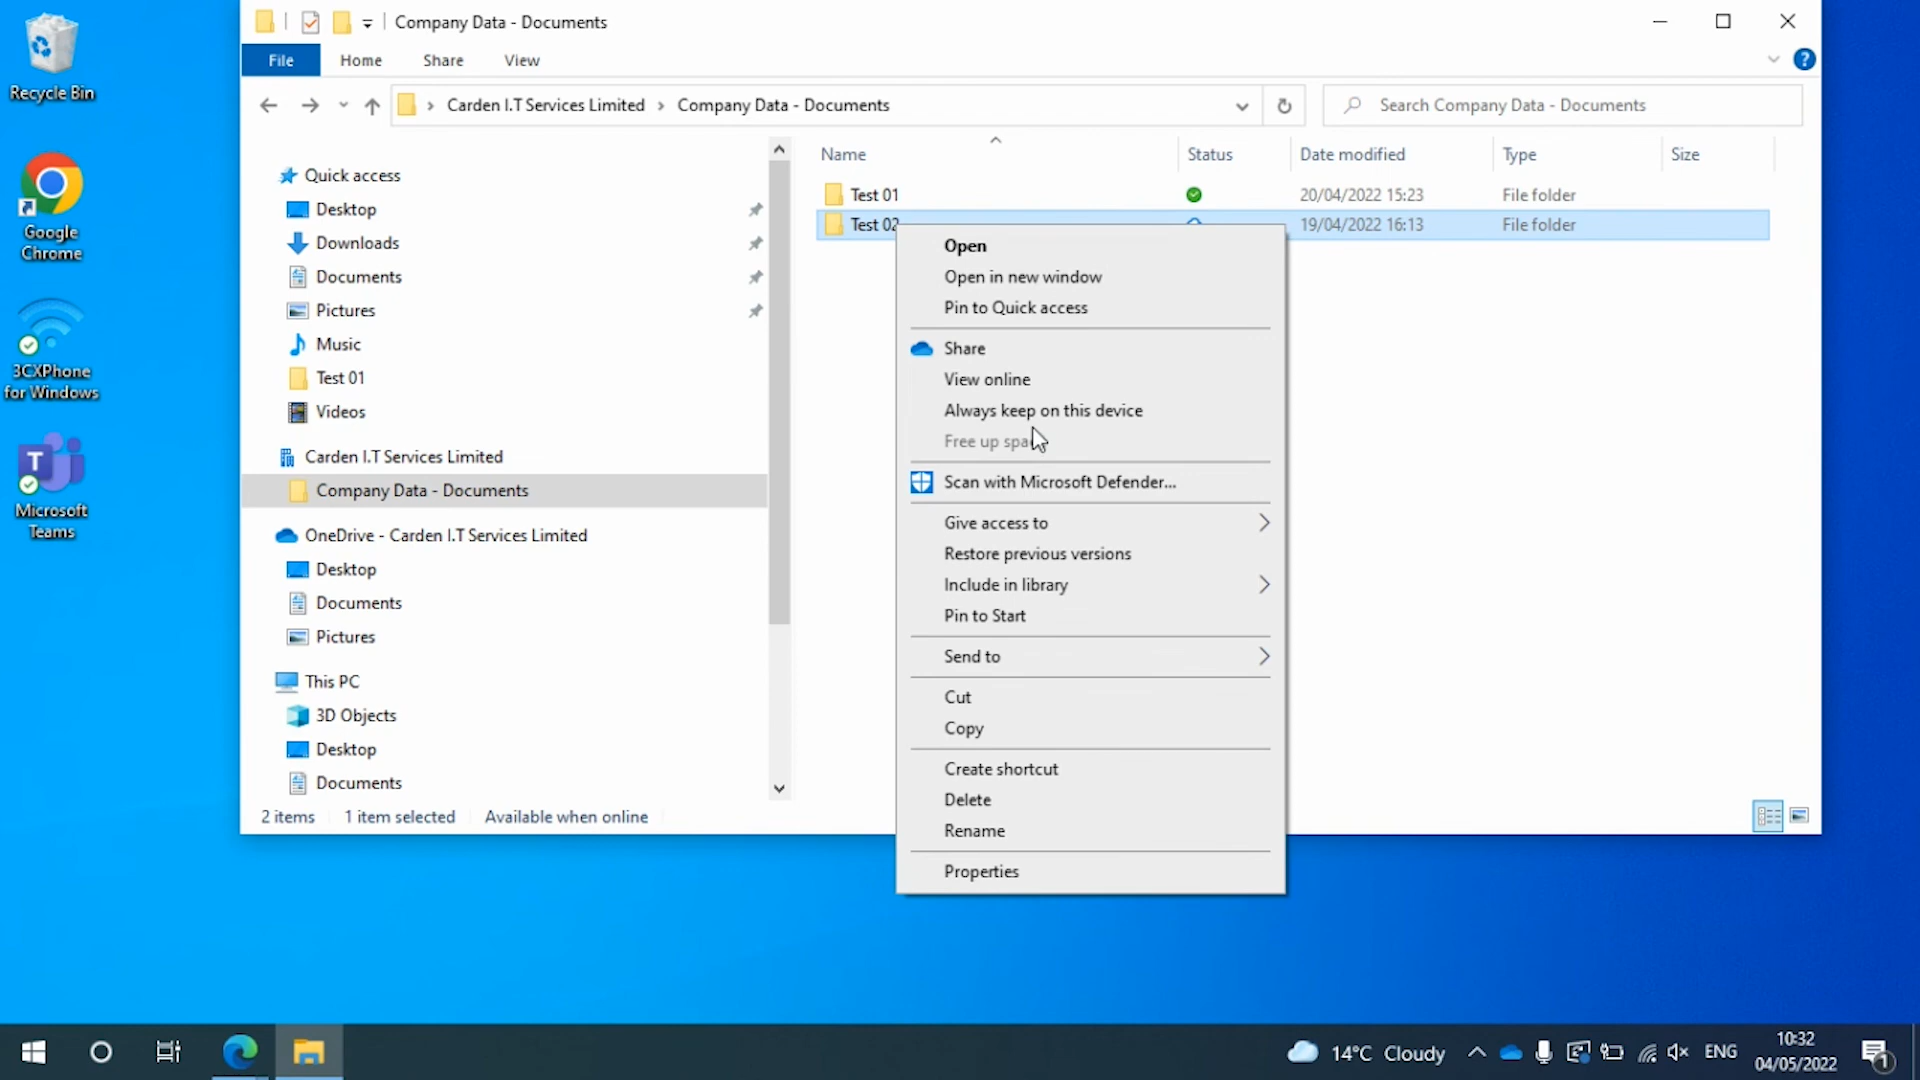 Recycle Bin
Google
Chrome
3CXPhone
for Windows
T
Microsoft
Teams
Company Data - Documents
File
Home
Share
View
?
Carden I.T Services Limited > Company Data - Documents
Search Company Data - Documents
Name
Status
Date modified
Type
Size
Test 01
20/04/2022 15:23
File folder
Test 02
19/04/2022 16:13
File folder
Quick access
Desktop
Downloads
Documents
Pictures
Music
Test 01
Videos
Carden I.T Services Limited
Company Data - Documents
OneDrive - Carden I.T Services Limited
Desktop
Documents
Pictures
This PC
3D Objects
Desktop
Documents
2 items
1 item selected
Available when online
Open
Open in new window
Pin to Quick access
Share
View online
Always keep on this device
Free up spa
Scan with Microsoft Defender...
Give access to
Restore previous versions
Include in library
Pin to Start
Send to
Cut
Copy
Create shortcut
Delete
Rename
Properties
14°C Cloudy
ENG
10:32
04/05/2022
1